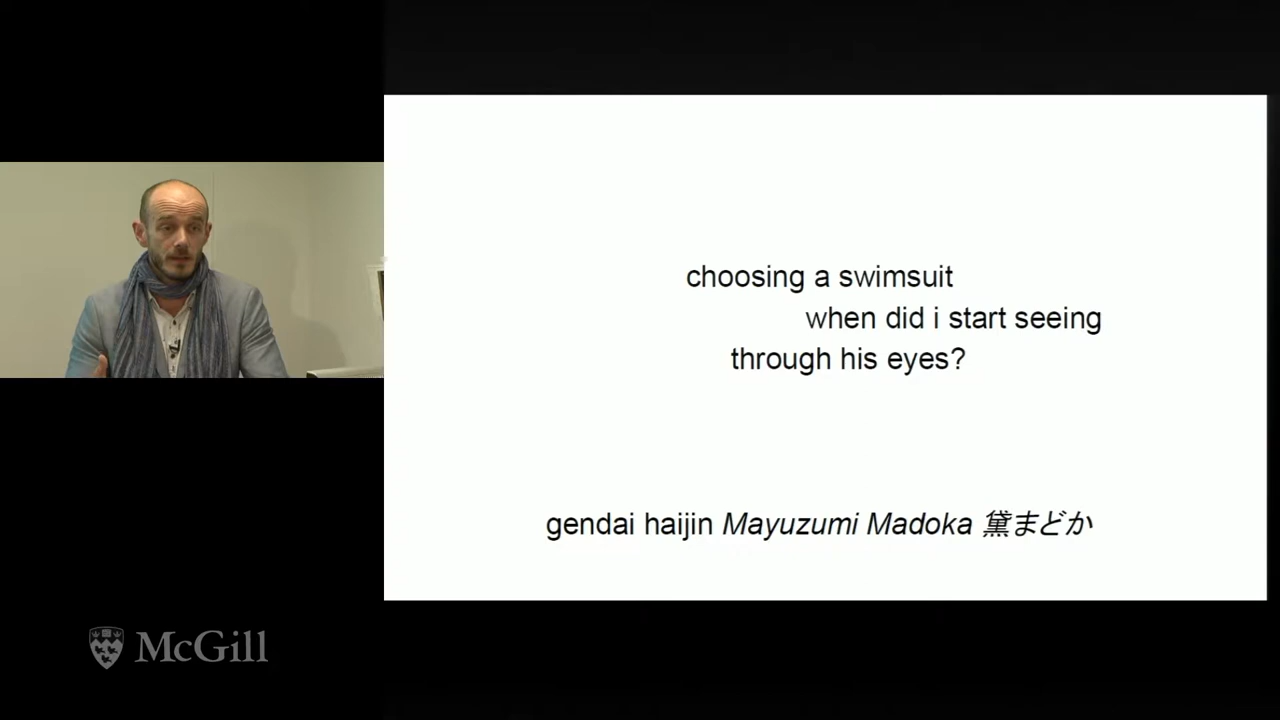 choosing a swimsuit
when did i start seeing
through his eyes?
gendai haijin Mayuzumi Madoka 黛まどか
McGill